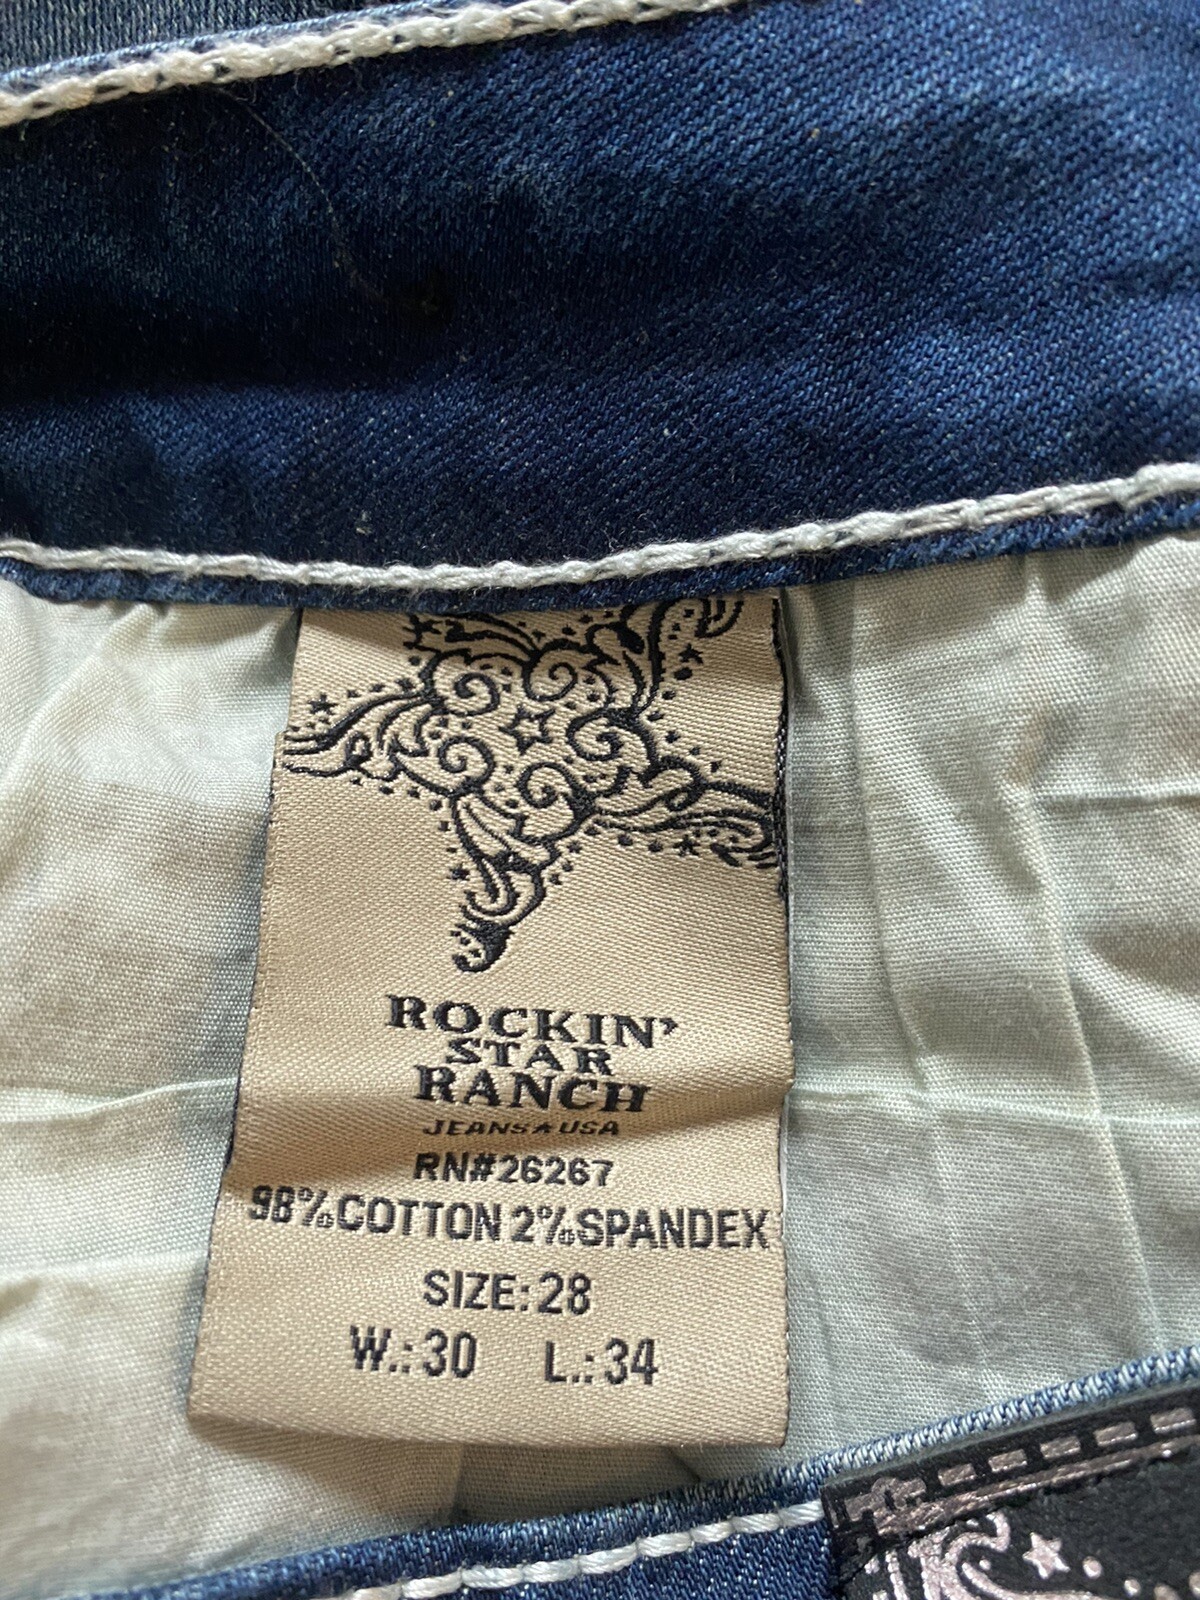 ROCKIN'
STAR
RANCH
JEANS★USA
RN#26267
98%COTTON 2%SPANDEX
SIZE:28
W.:30 L.:34